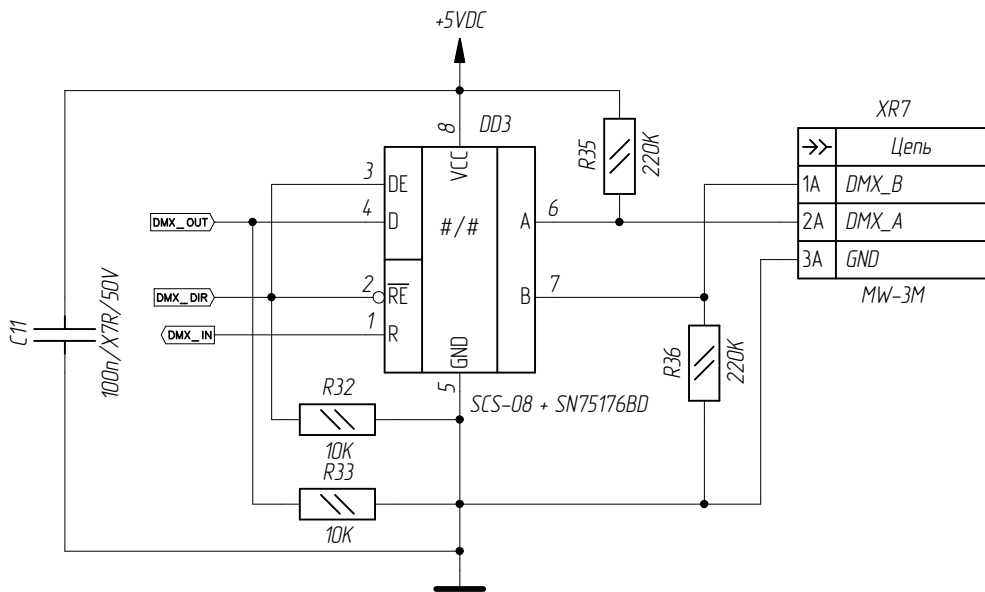 +5VDC
8
DD3
VCC
3
DE
4
D
#/#
A
6
2
RE
B
7
1
R
GND
5
SCS-08 + SN75176BD
DMX_OUT
DMX_DIR
DMX_IN
C11
100n/X7R/50V
R32
10K
R33
10K
R35
220K
R36
220K
XR7
Цепь
1A DMX_B
2A DMX_A
3A GND
MW-3M